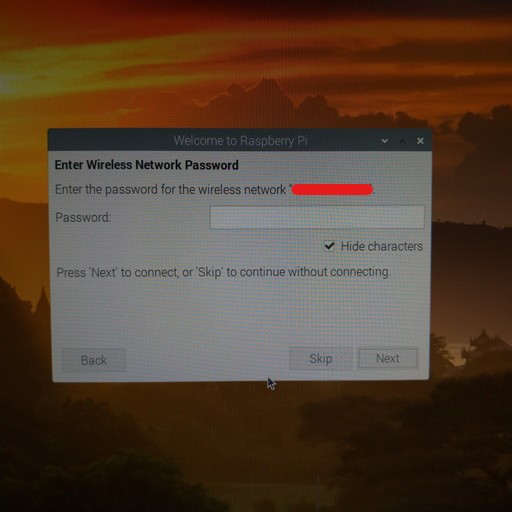 Welcome to Raspberry Pi
Enter Wireless Network Password
Enter the password for the wireless network "
Password:
Hide characters
Press 'Next' to connect, or 'Skip' to continue without connecting.
Back
Skip
Next